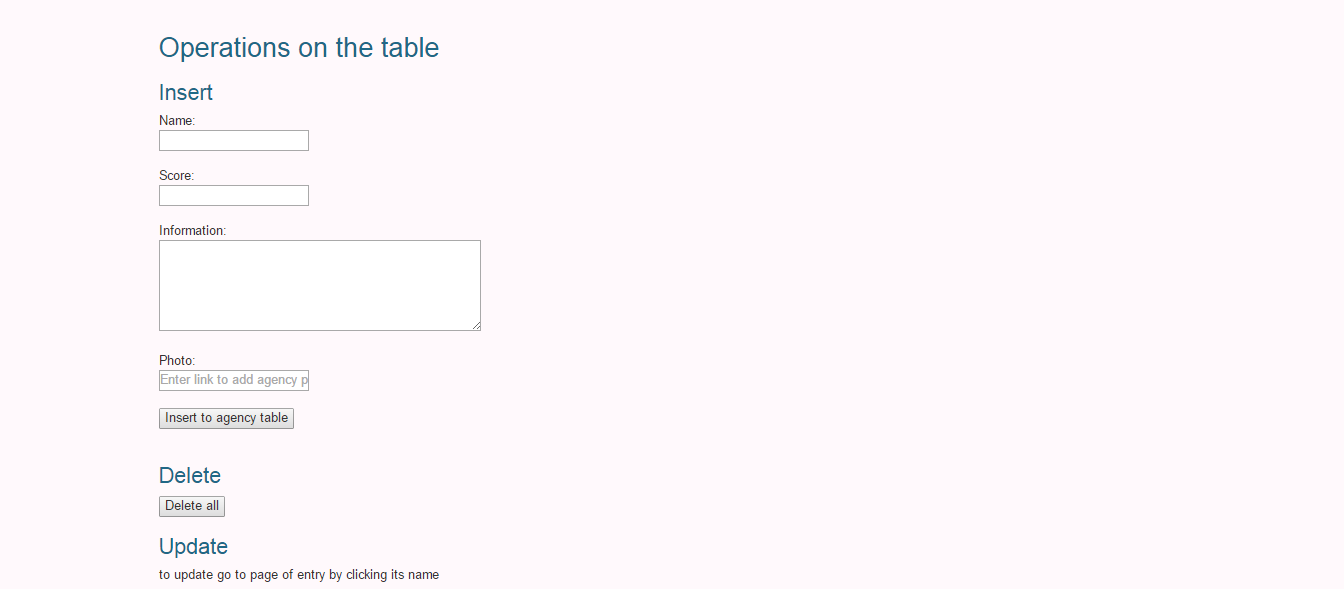 Operations on the table
Insert
Name:
Score:
Information:
Photo:
Enter link to add agency p
Insert to agency table
Delete
Delete all
Update
to update go to page of entry by clicking its name